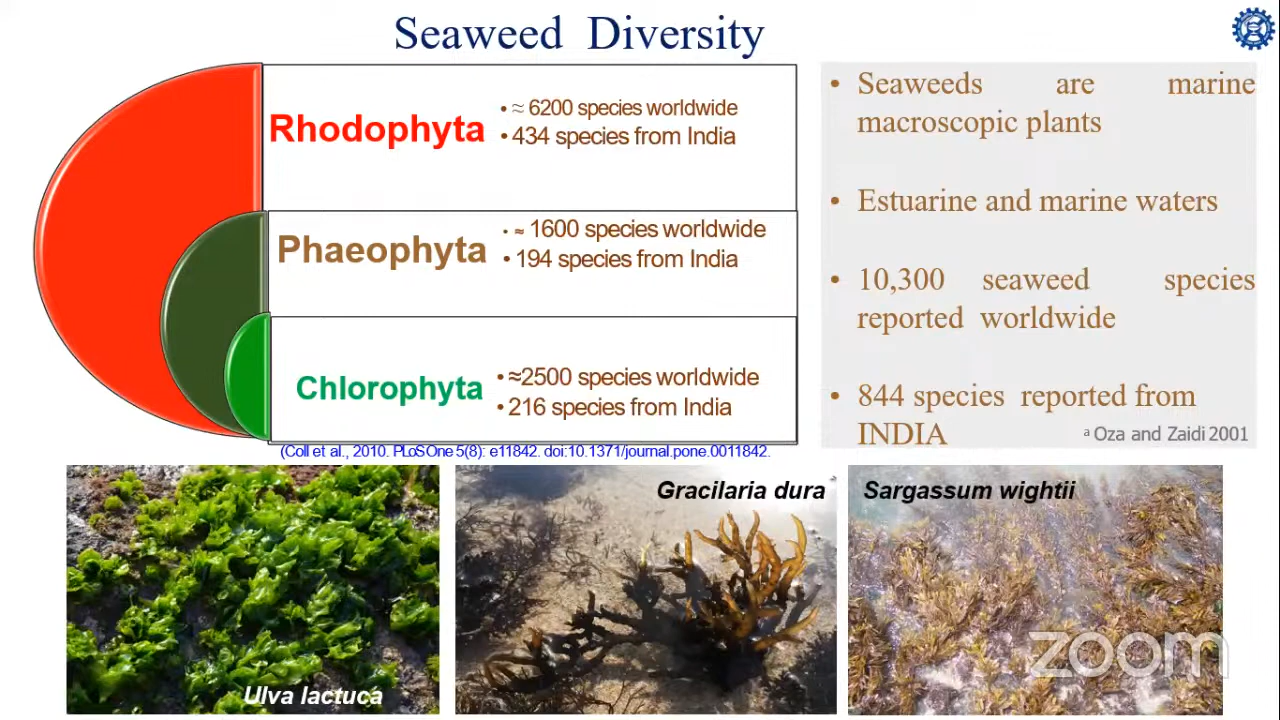 Seaweed Diversity
Rhodophyta
• ≈ 6200 species worldwide
• 434 species from India
Phaeophyta
• ≈ 1600 species worldwide
• 194 species from India
Chlorophyta
• ≈2500 species worldwide
• 216 species from India
(Coll et al., 2010. PLoS One 5(8): e11842. doi:10.1371/journal.pone.0011842.
• Seaweeds are marine
macroscopic plants
• Estuarine and marine waters
• 10,300 seaweed species
reported worldwide
• 844 species reported from
INDIA
a Oza and Zaidi 2001
Ulva lactuca
Gracilaria dura
Sargassum wightii
zoom